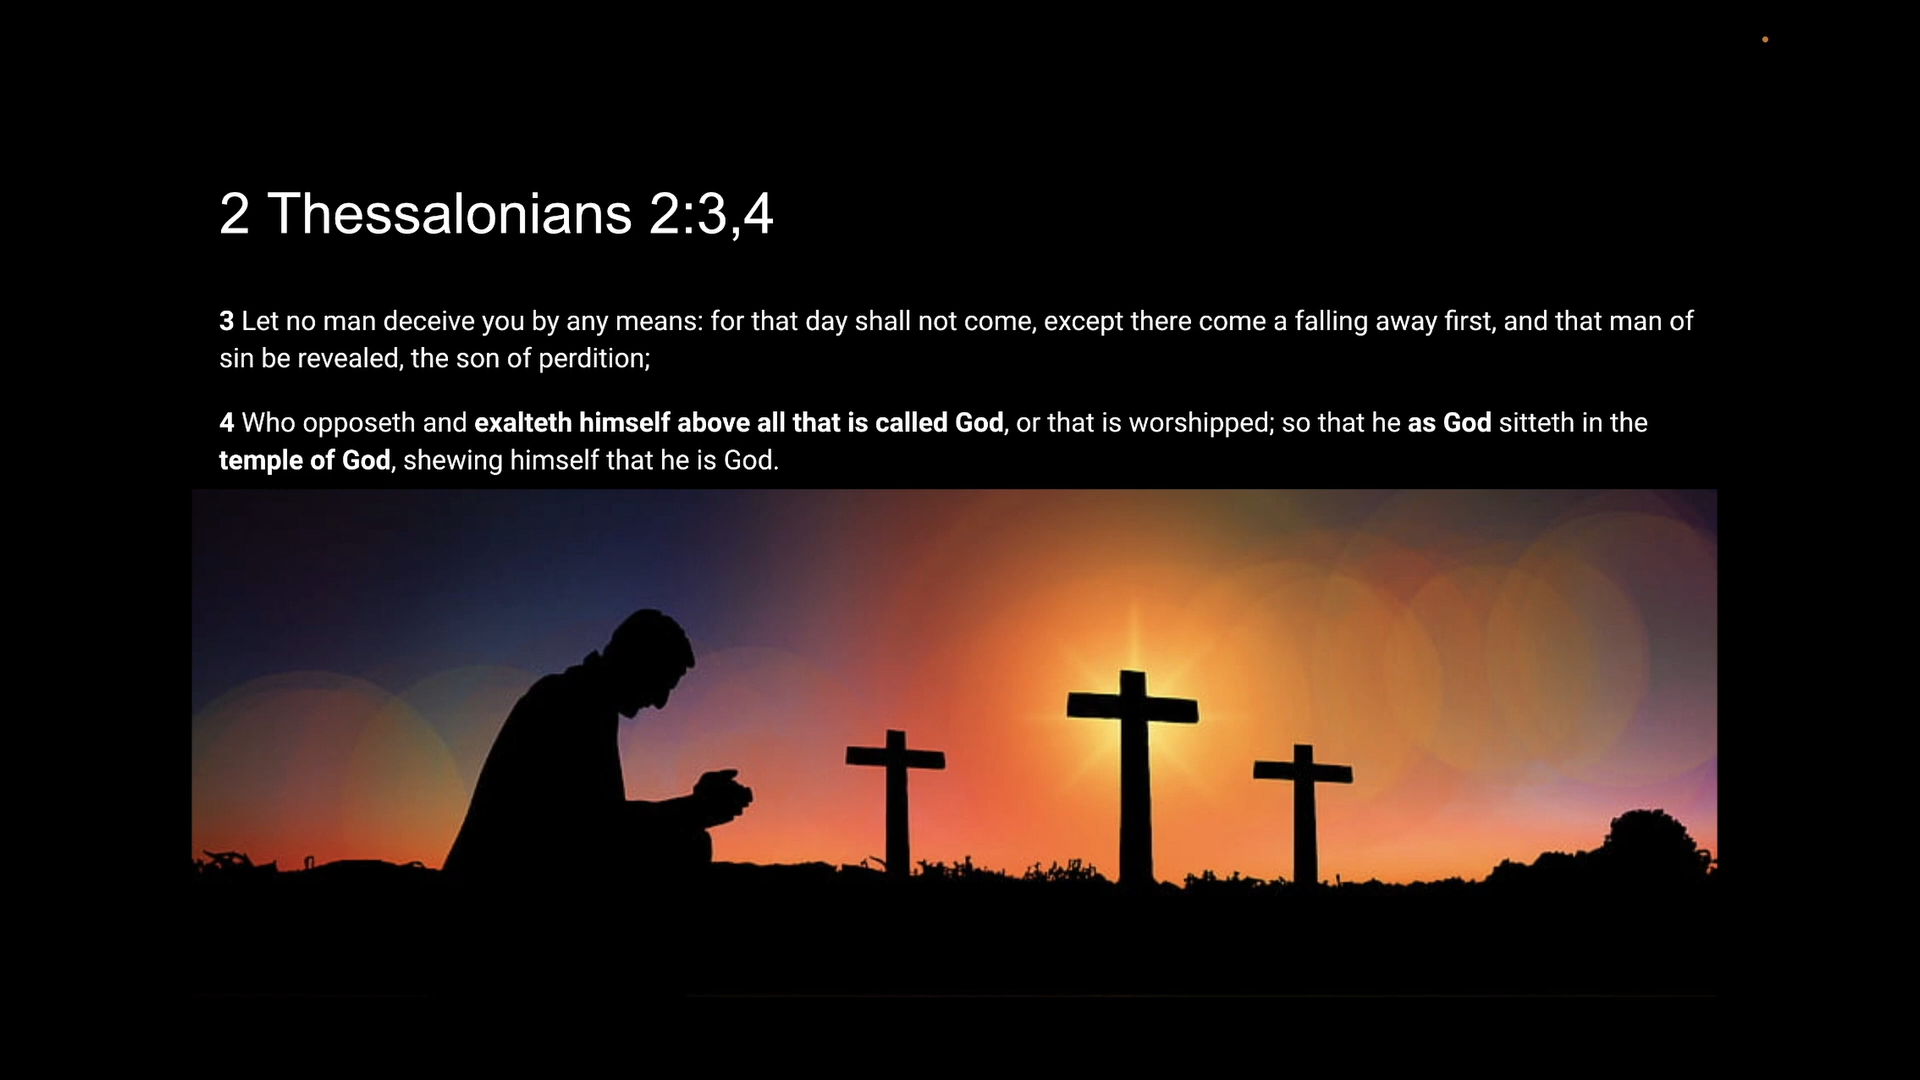 2 Thessalonians 2:3,4
3 Let no man deceive you by any means: for that day shall not come, except there come a falling away first, and that man of
sin be revealed, the son of perdition;
4 Who opposeth and exalteth himself above all that is called God, or that is worshipped; so that he as God sitteth in the
temple of God, shewing himself that he is God.